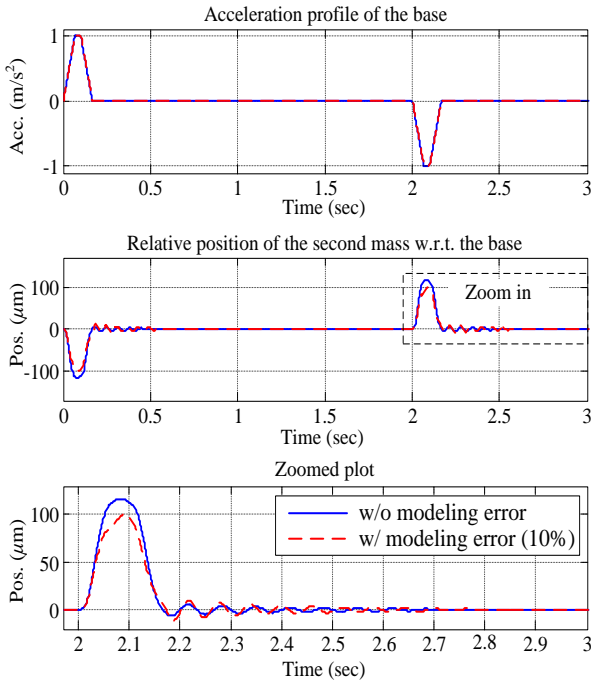 Acceleration profile of the base
Acc. (m/s²)
1
0
-1
0 0.5 1 1.5 2 2.5 3
Time (sec)
Relative position of the second mass w.r.t. the base
Pos. (μm)
100
0
-100
Zoom in
0 0.5 1 1.5 2 2.5 3
Time (sec)
Zoomed plot
Pos. (μm)
100
50
0
w/o modeling error
w/ modeling error (10%)
2 2.1 2.2 2.3 2.4 2.5 2.6 2.7 2.8 2.9 3
Time (sec)